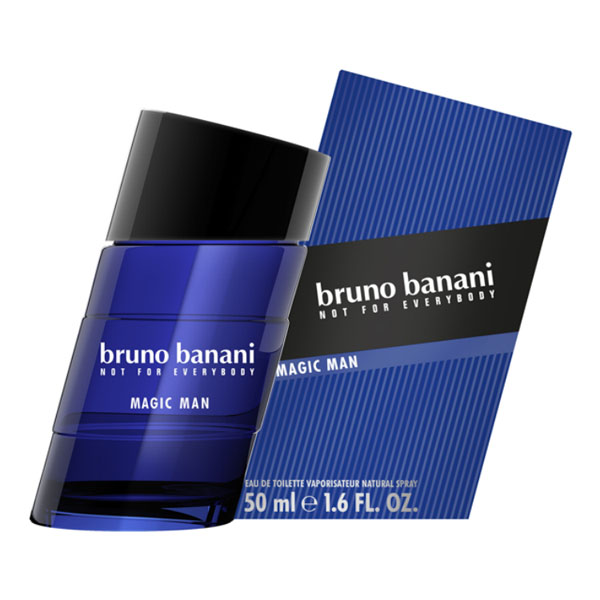 bruno banani
NOT FOR EVERYBODY
MAGIC MAN
bruno banani
NOT FOR EVERYBODY
MAGIC MAN
EAU DE TOILETTE VAPORISATEUR NATURAL SPRAY
50 ml e 1.6 FL. OZ.